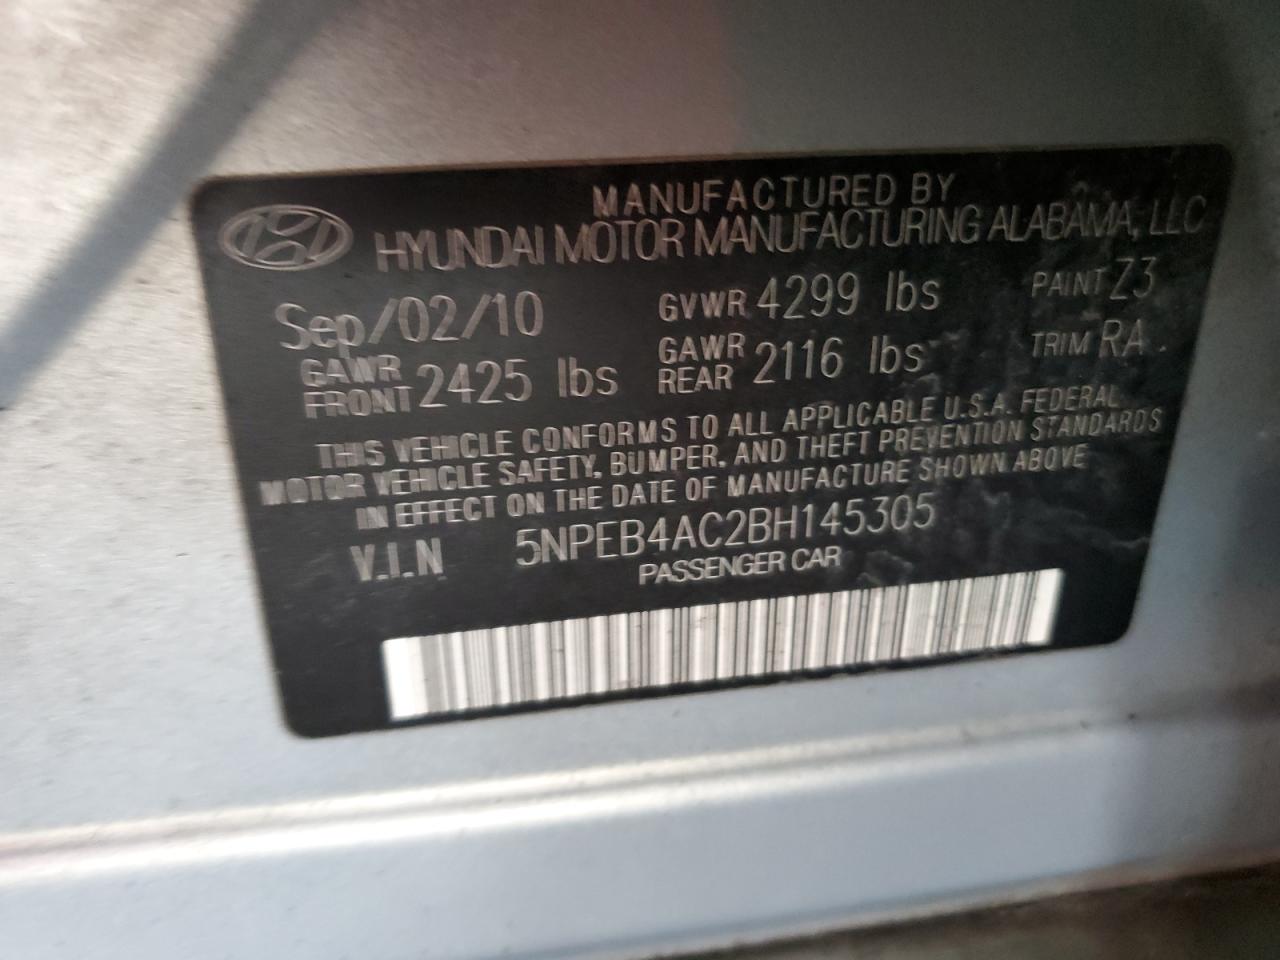 MANUFACTURED BY
HYUNDAI MOTOR MANUFACTURING ALABAMA, LLC
Sep/02/10 GVWR 4299 lbs PAINT Z3
GAWR FRONT 2425 lbs GAWR REAR 2116 lbs TRIM RA
THIS VEHICLE CONFORMS TO ALL APPLICABLE U.S.A. FEDERAL
MOTOR VEHICLE SAFETY, BUMPER, AND THEFT PREVENTION STANDARDS
IN EFFECT ON THE DATE OF MANUFACTURE SHOWN ABOVE
V.I.N 5NPEB4AC2BH145305
PASSENGER CAR